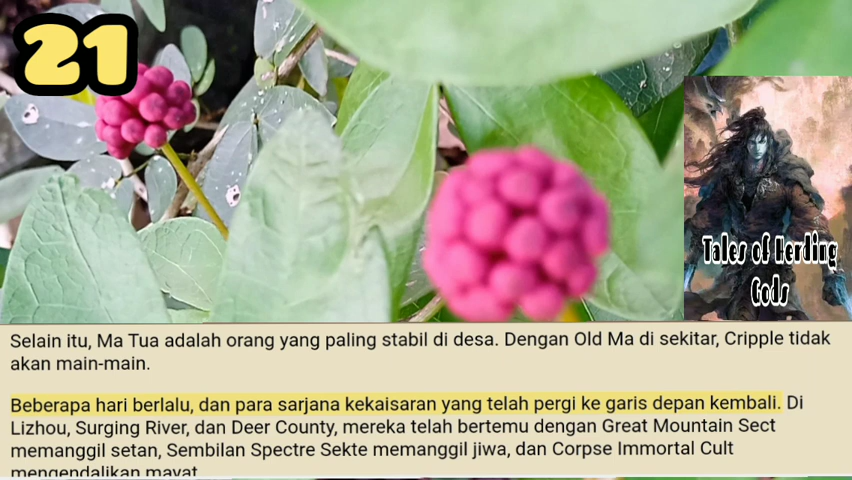 21
Tales of Herding
Gods
Selain itu, Ma Tua adalah orang yang paling stabil di desa. Dengan Old Ma di sekitar, Cripple tidak
akan main-main.
Beberapa hari berlalu, dan para sarjana kekaisaran yang telah pergi ke garis depan kembali. Di
Lizhou, Surging River, dan Deer County, mereka telah bertemu dengan Great Mountain Sect
memanggil setan, Sembilan Spectre Sekte memanggil jiwa, dan Corpse Immortal Cult
mengendalikan mayat